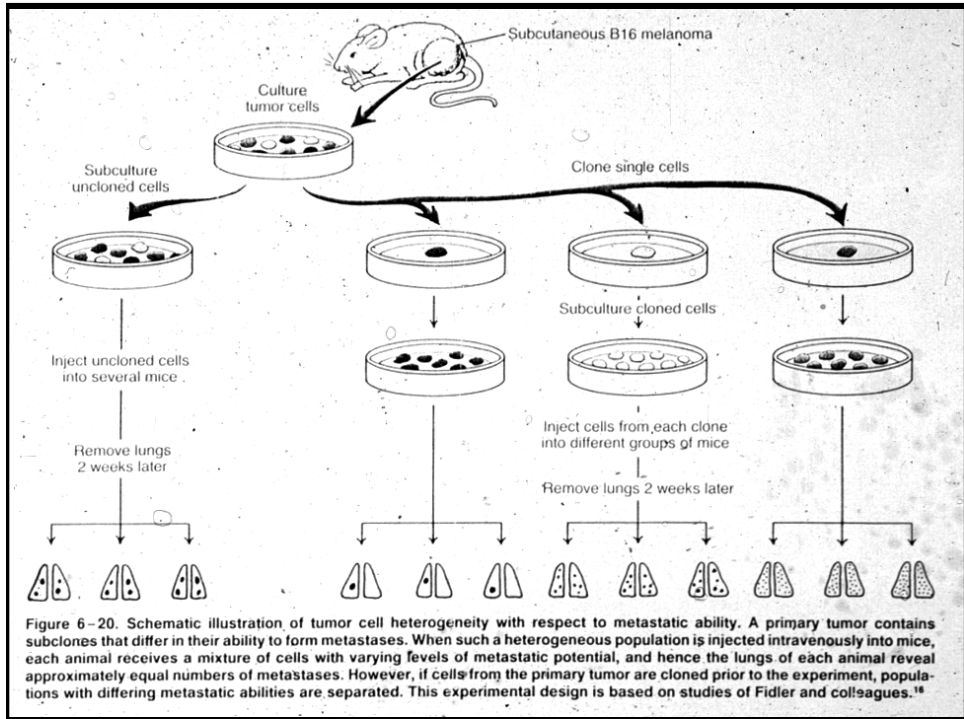 Subcutaneous B16 melanoma
Culture
tumor cells
Subculture
uncloned cells
Clone single cells
Subculture cloned cells
Inject uncloned cells
into several mice
Inject cells from each clone
into different groups of mice
Remove lungs
2 weeks later
Remove lungs 2 weeks later
Figure 6–20. Schematic illustration of tumor cell heterogeneity with respect to metastatic ability. A primary tumor contains
subclones that differ in their ability to form metastases. When such a heterogeneous population is injected intravenously into mice,
each animal receives a mixture of cells with varying levels of metastatic potential, and hence the lungs of each animal reveal
approximately equal numbers of metastases. However, if cells from the primary tumor are cloned prior to the experiment, popula-
tions with differing metastatic abilities are separated. This experimental design is based on studies of Fidler and colleagues.¹⁶